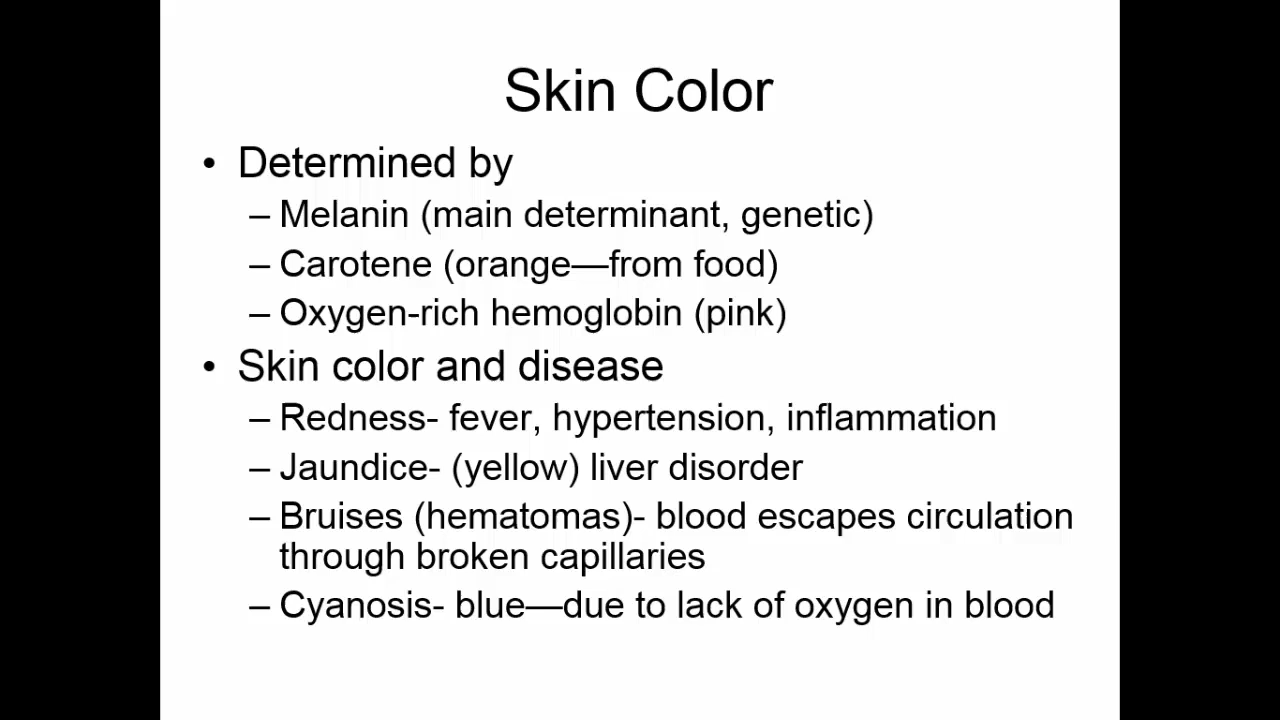 Skin Color
• Determined by
– Melanin (main determinant, genetic)
– Carotene (orange—from food)
– Oxygen-rich hemoglobin (pink)
• Skin color and disease
– Redness- fever, hypertension, inflammation
– Jaundice- (yellow) liver disorder
– Bruises (hematomas)- blood escapes circulation
through broken capillaries
– Cyanosis- blue—due to lack of oxygen in blood